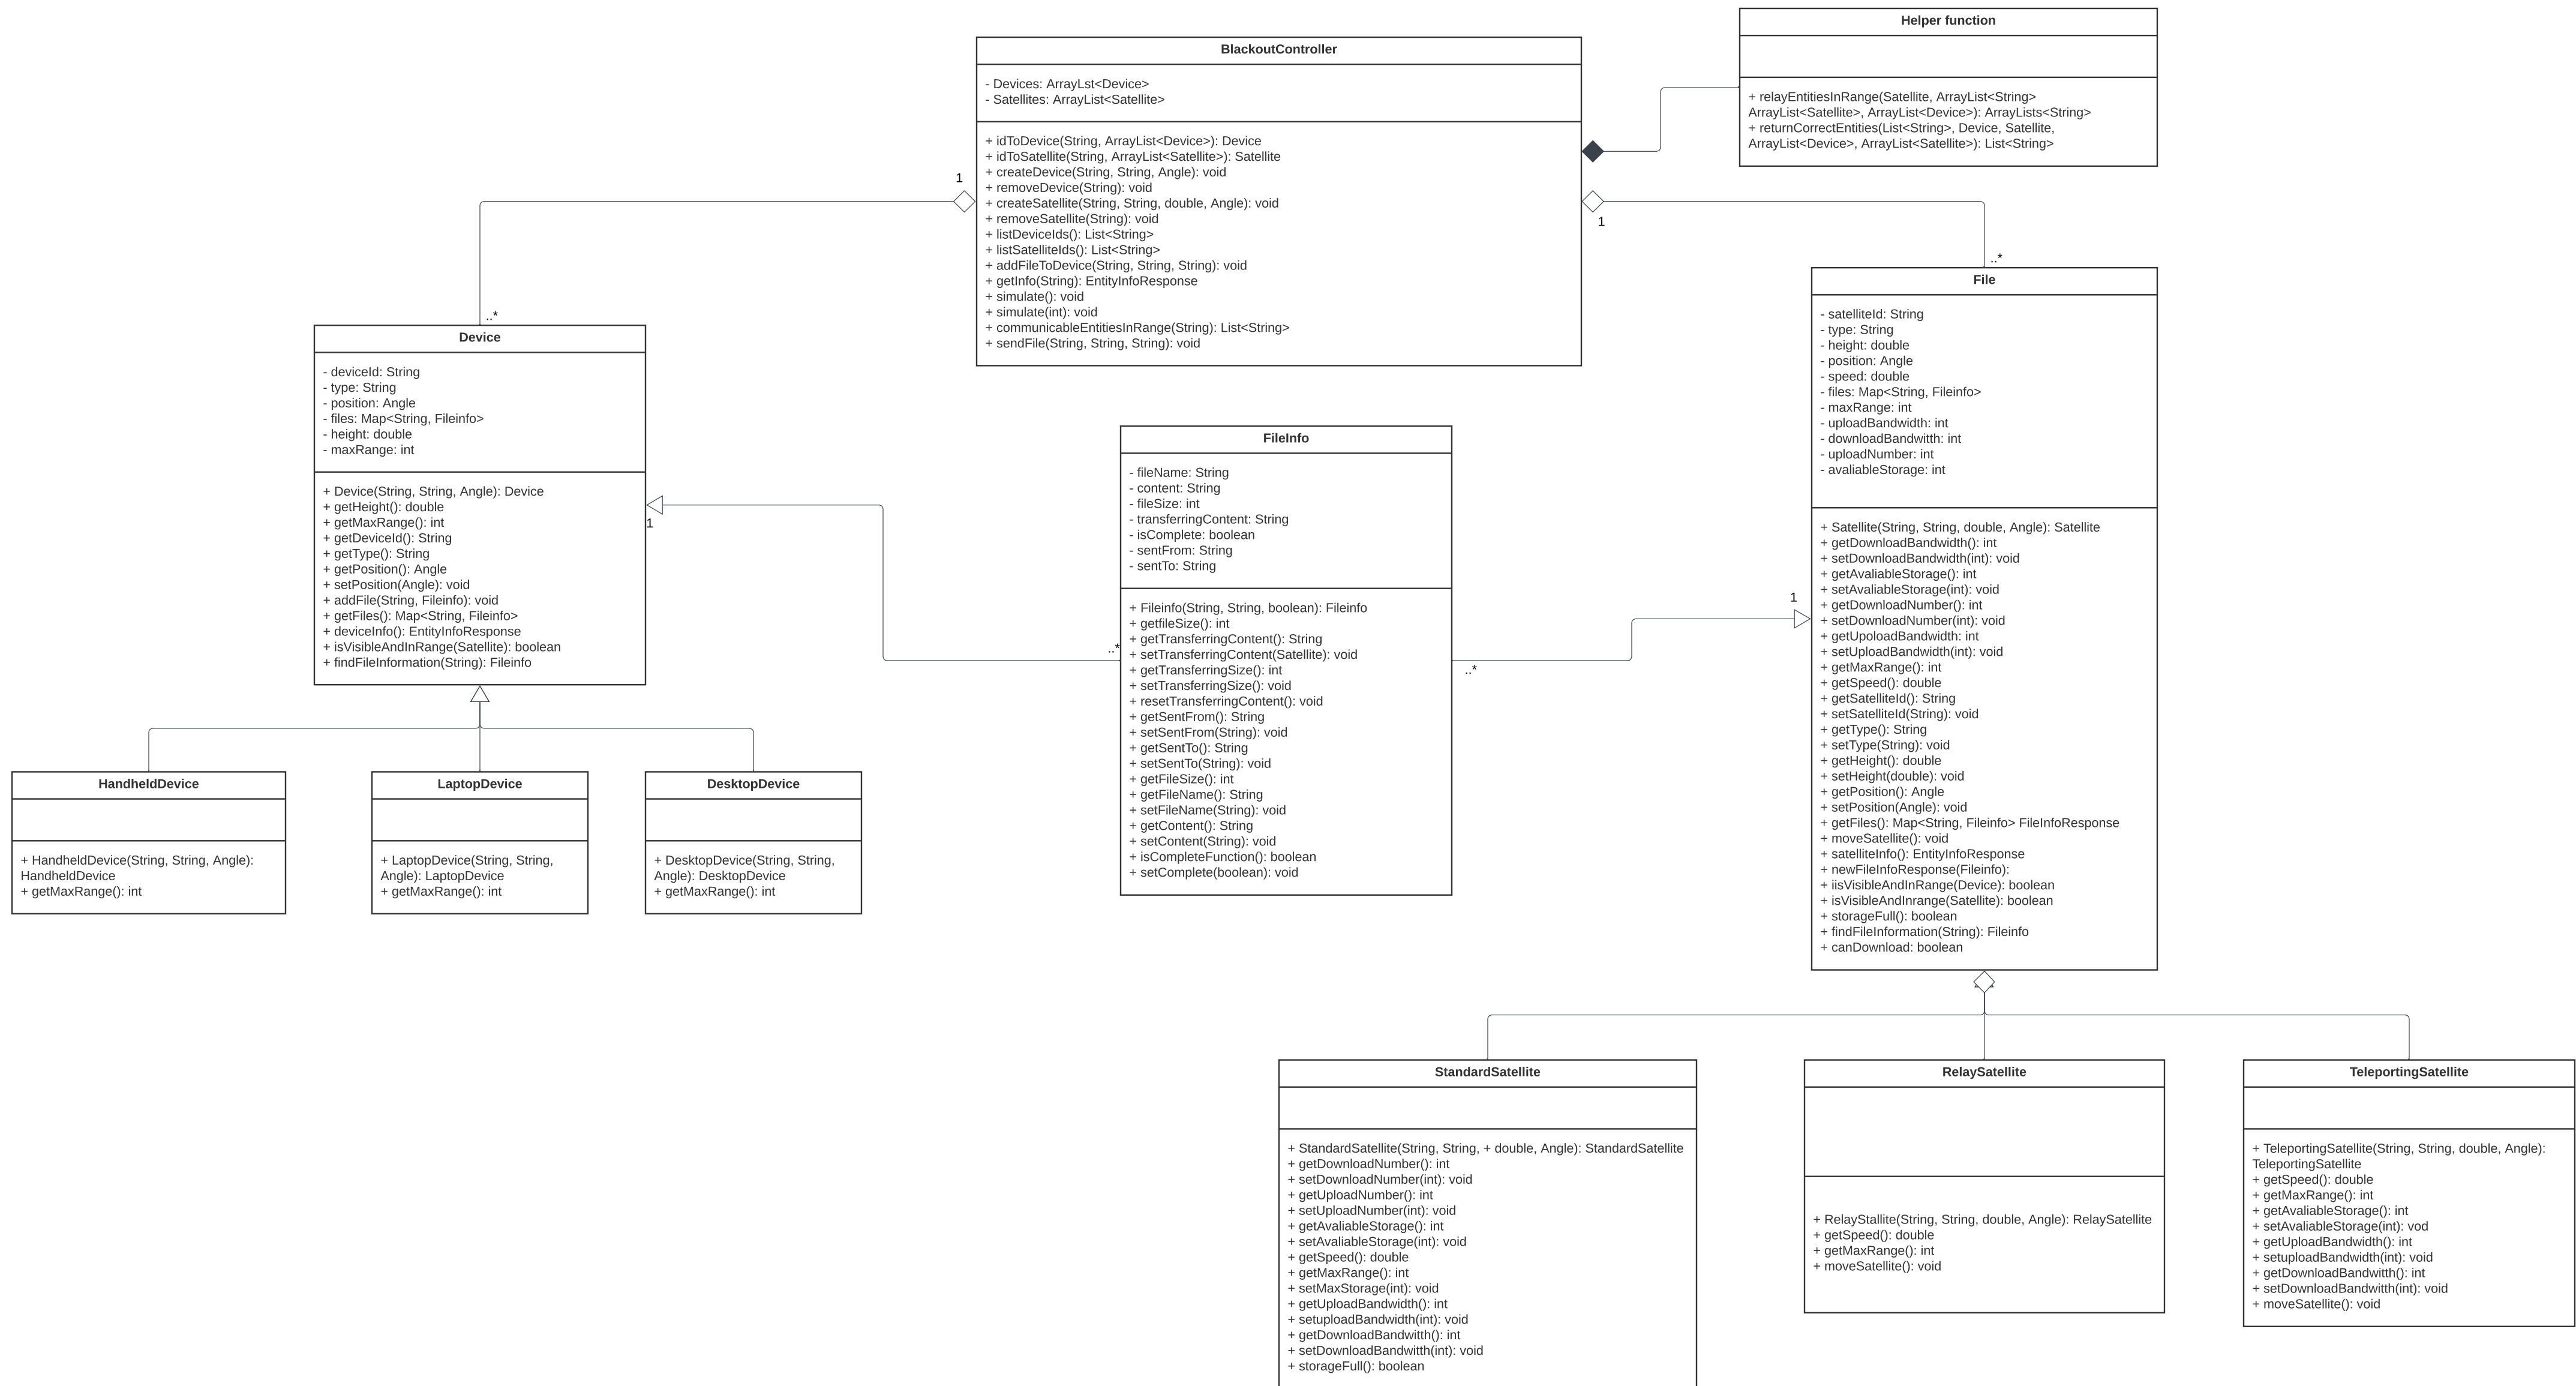 Helper function
+ relayEntitiesInRange(Satellite, ArrayList<String>
ArrayList<Satellite>, ArrayList<Device>): ArrayLists<String>
+ returnCorrectEntities(List<String>, Device, Satellite,
ArrayList<Device>, ArrayList<Satellite>): List<String>
BlackoutController
- Devices: ArrayLst<Device>
- Satellites: ArrayList<Satellite>
+ idToDevice(String, ArrayList<Device>): Device
+ idToSatellite(String, ArrayList<Satellite>): Satellite
+ createDevice(String, String, Angle): void
+ removeDevice(String): void
+ createSatellite(String, String, double, Angle): void
+ removeSatellite(String): void
+ listDeviceIds(): List<String>
+ listSatelliteIds(): List<String>
+ addFileToDevice(String, String, String): void
+ getInfo(String): EntityInfoResponse
+ simulate(): void
+ simulate(int): void
+ communicableEntitiesInRange(String): List<String>
+ sendFile(String, String, String): void
1
1
..*
..*
Device
- deviceId: String
- type: String
- position: Angle
- files: Map<String, Fileinfo>
- height: double
- maxRange: int
+ Device(String, String, Angle): Device
+ getHeight(): double
+ getMaxRange(): int
+ getDeviceId(): String
+ getType(): String
+ getPosition(): Angle
+ setPosition(Angle): void
+ addFile(String, Fileinfo): void
+ getFiles(): Map<String, Fileinfo>
+ deviceInfo(): EntityInfoResponse
+ isVisibleAndInRange(Satellite): boolean
+ findFileInformation(String): Fileinfo
1
..*
FileInfo
- fileName: String
- content: String
- fileSize: int
- transferringContent: String
- isComplete: boolean
- sentFrom: String
- sentTo: String
+ Fileinfo(String, String, boolean): Fileinfo
+ getfileSize(): int
+ getTransferringContent(): String
+ setTransferringContent(Satellite): void
+ getTransferringSize(): int
+ setTransferringSize(): void
+ resetTransferringContent(): void
+ getSentFrom(): String
+ setSentFrom(String): void
+ getSentTo(): String
+ setSentTo(String): void
+ getFileSize(): int
+ getFileName(): String
+ setFileName(String): void
+ getContent(): String
+ setContent(String): void
+ isCompleteFunction(): boolean
+ setComplete(boolean): void
..*
1
File
- satelliteId: String
- type: String
- height: double
- position: Angle
- speed: double
- files: Map<String, Fileinfo>
- maxRange: int
- uploadBandwidth: int
- downloadBandwitth: int
- uploadNumber: int
- avaliableStorage: int
+ Satellite(String, String, double, Angle): Satellite
+ getDownloadBandwidth(): int
+ setDownloadBandwidth(int): void
+ getAvaliableStorage(): int
+ setAvaliableStorage(int): void
+ getDownloadNumber(): int
+ setDownloadNumber(int): void
+ getUpoloadBandwidth: int
+ setUploadBandwidth(int): void
+ getMaxRange(): int
+ getSpeed(): double
+ getSatelliteId(): String
+ setSatelliteId(String): void
+ getType(): String
+ setType(String): void
+ getHeight(): double
+ setHeight(double): void
+ getPosition(): Angle
+ setPosition(Angle): void
+ getFiles(): Map<String, Fileinfo> FileInfoResponse
+ moveSatellite(): void
+ satelliteInfo(): EntityInfoResponse
+ newFileInfoResponse(Fileinfo):
+ iisVisibleAndInRange(Device): boolean
+ isVisibleAndInrange(Satellite): boolean
+ storageFull(): boolean
+ findFileInformation(String): Fileinfo
+ canDownload: boolean
HandheldDevice
+ HandheldDevice(String, String, Angle):
HandheldDevice
+ getMaxRange(): int
LaptopDevice
+ LaptopDevice(String, String,
Angle): LaptopDevice
+ getMaxRange(): int
DesktopDevice
+ DesktopDevice(String, String,
Angle): DesktopDevice
+ getMaxRange(): int
StandardSatellite
+ StandardSatellite(String, String, + double, Angle): StandardSatellite
+ getDownloadNumber(): int
+ setDownloadNumber(int): void
+ getUploadNumber(): int
+ setUploadNumber(int): void
+ getAvaliableStorage(): int
+ setAvaliableStorage(int): void
+ getSpeed(): double
+ getMaxRange(): int
+ setMaxStorage(int): void
+ getUploadBandwidth(): int
+ setuploadBandwidth(int): void
+ getDownloadBandwitth(): int
+ setDownloadBandwitth(int): void
+ storageFull(): boolean
RelaySatellite
+ RelayStallite(String, String, double, Angle): RelaySatellite
+ getSpeed(): double
+ getMaxRange(): int
+ moveSatellite(): void
TeleportingSatellite
+ TeleportingSatellite(String, String, double, Angle):
TeleportingSatellite
+ getSpeed(): double
+ getMaxRange(): int
+ getAvaliableStorage(): int
+ setAvaliableStorage(int): vod
+ getUploadBandwidth(): int
+ setuploadBandwidth(int): void
+ getDownloadBandwitth(): int
+ setDownloadBandwitth(int): void
+ moveSatellite(): void